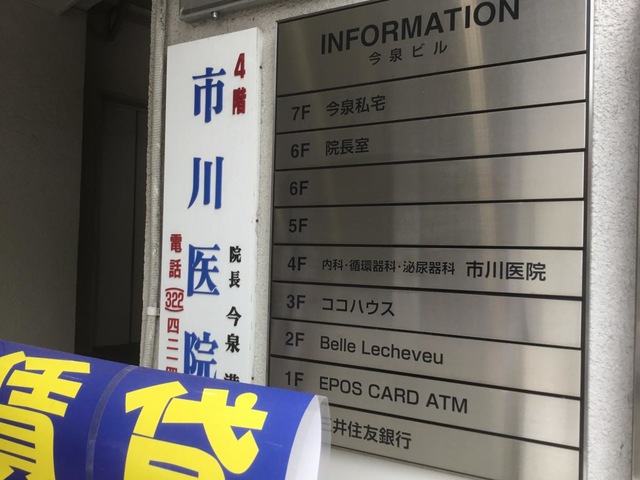 INFORMATION
今泉ビル
7F 今泉私宅
6F 院長室
6F
5F
4F 内科・循環器科・泌尿器科 市川医院
3F ココハウス
2F Belle Lecheveu
1F EPOS CARD ATM
井住友銀行
4階
市川医院
院長 今泉
電話(322)四二一四
賃貸